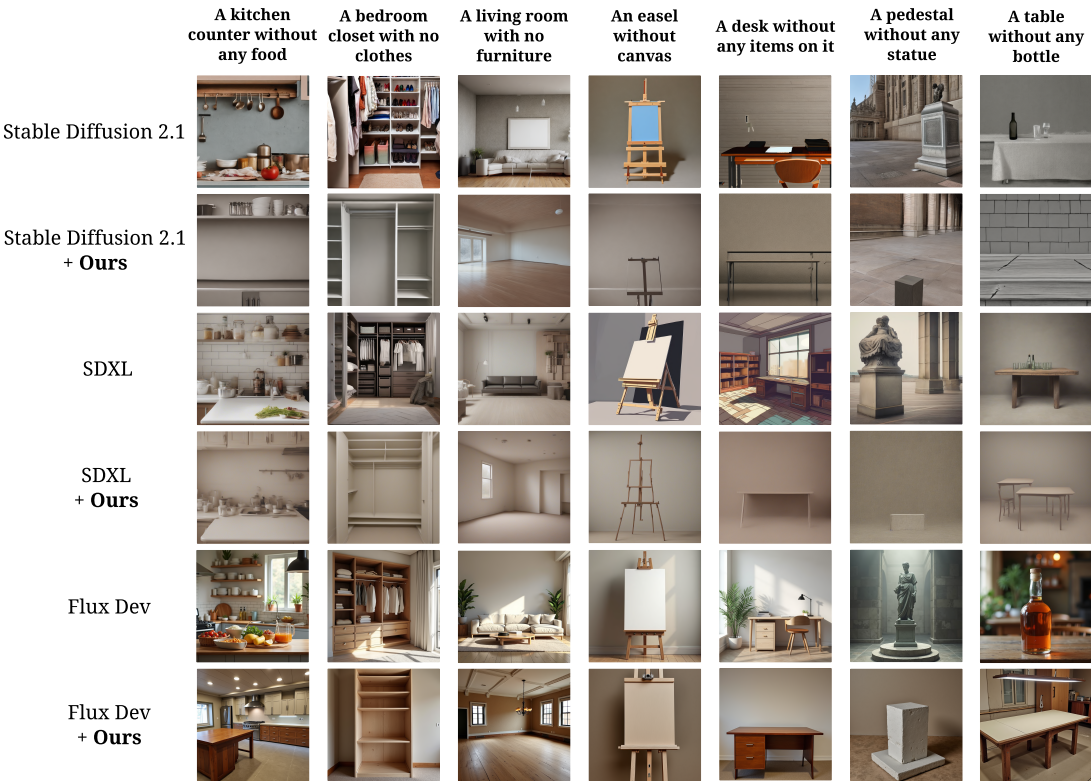 A kitchen
counter without
any food
A bedroom
closet with no
clothes
A living room
with no
furniture
An easel
without
canvas
A desk without
any items on it
A pedestal
without any
statue
A table
without any
bottle
Stable Diffusion 2.1
Stable Diffusion 2.1
+ Ours
SDXL
SDXL
+ Ours
Flux Dev
Flux Dev
+ Ours